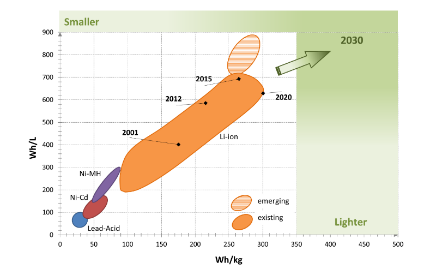 Smaller
2030
900
800
700
600
500
400
300
200
100
0
Wh/L
2015
2012
2020
2001
Li-Ion
Ni-MH
Ni-Cd
Lead-Acid
emerging
existing
Lighter
0 50 100 150 200 250 300 350 400 450 500
Wh/kg